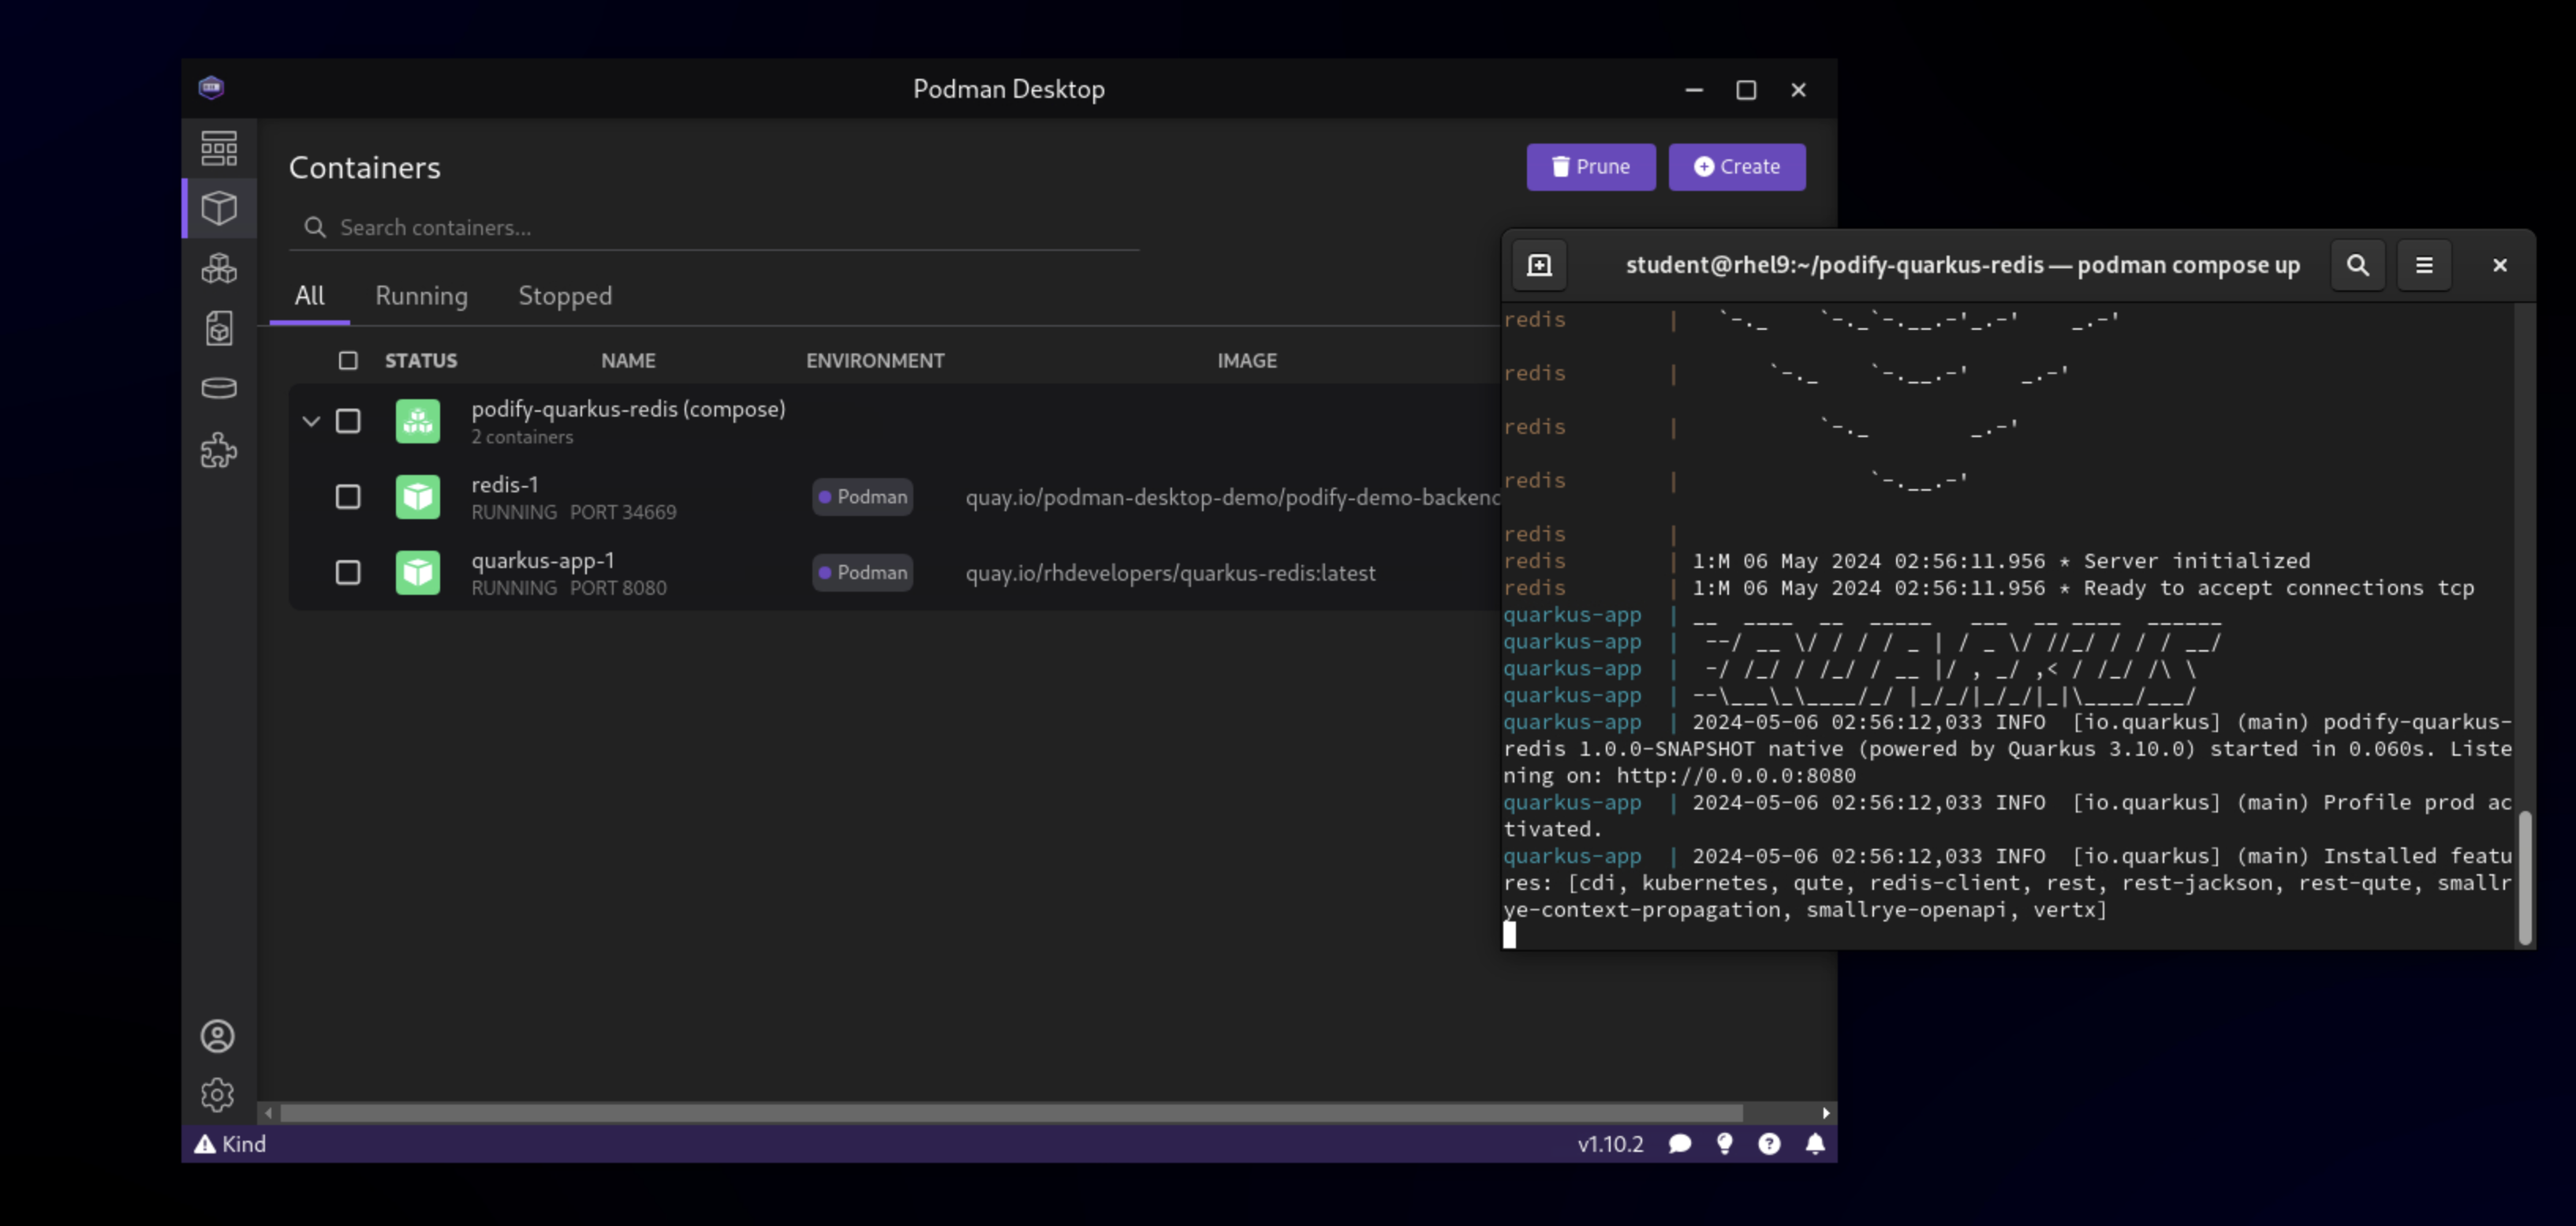 Podman Desktop
Containers
Prune
Create
Search containers...
All Running Stopped
STATUS NAME ENVIRONMENT IMAGE
podify-quarkus-redis (compose)
2 containers
redis-1
RUNNING PORT 34669
Podman
quay.io/podman-desktop-demo/podify-demo-backend
quarkus-app-1
RUNNING PORT 8080
Podman
quay.io/rhdevelopers/quarkus-redis:latest
Kind
v1.10.2
student@rhel9:~/podify-quarkus-redis — podman compose up
redis | `-._ `-._`-.__.-'_.-' _.-'
redis | `-._ `-.__.-' _.-'
redis | `-._ _.-'
redis | `-.__.-'
redis |
redis | 1:M 06 May 2024 02:56:11.956 * Server initialized
redis | 1:M 06 May 2024 02:56:11.956 * Ready to accept connections tcp
quarkus-app | __ ____ __ _____ ___ __ ____ ______
quarkus-app | --/ __ \/ / / / _ | / _ \/ //_/ / / / __/
quarkus-app | -/ /_/ / /_/ / __ |/ , _/ ,< / /_/ /\ \
quarkus-app | --\___\_\____/_/ |_/_/|_/_/|_|\____/___/
quarkus-app | 2024-05-06 02:56:12,033 INFO [io.quarkus] (main) podify-quarkus-
redis 1.0.0-SNAPSHOT native (powered by Quarkus 3.10.0) started in 0.060s. Liste
ning on: http://0.0.0.0:8080
quarkus-app | 2024-05-06 02:56:12,033 INFO [io.quarkus] (main) Profile prod ac
tivated.
quarkus-app | 2024-05-06 02:56:12,033 INFO [io.quarkus] (main) Installed featu
res: [cdi, kubernetes, qute, redis-client, rest, rest-jackson, rest-qute, smallr
ye-context-propagation, smallrye-openapi, vertx]